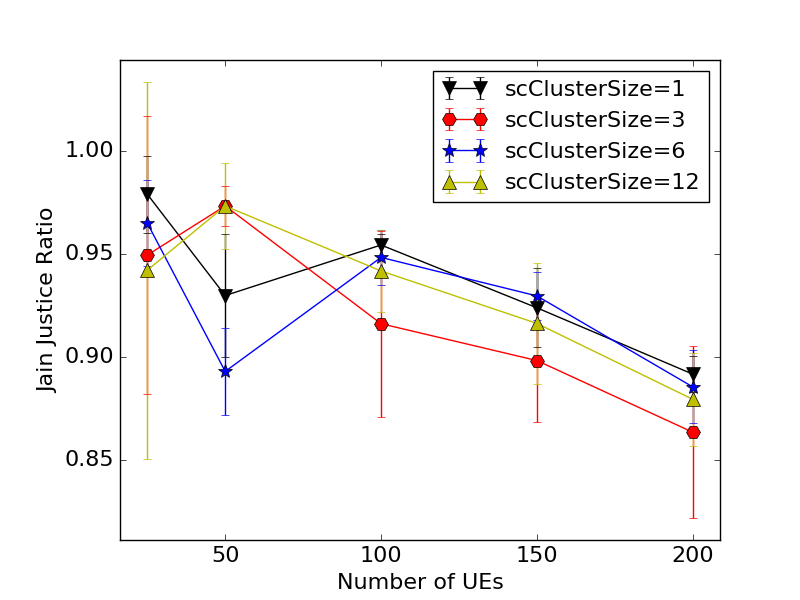 scClusterSize=1
scClusterSize=3
scClusterSize=6
scClusterSize=12
1.00
0.95
0.90
0.85
Jain Justice Ratio
50 100 150 200
Number of UEs